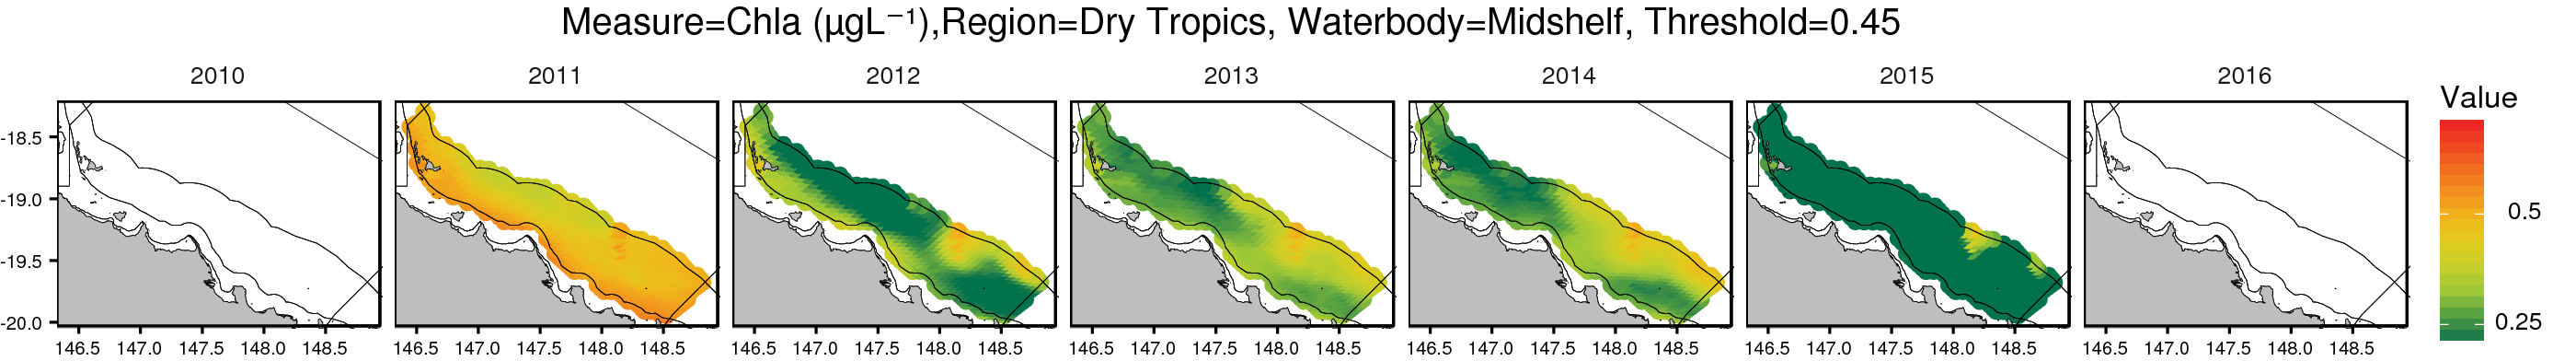 Measure=Chla (µgL⁻¹),Region=Dry Tropics, Waterbody=Midshelf, Threshold=0.45
2010 2011 2012 2013 2014 2015 2016
Value
-18.5
-19.0
-19.5
-20.0
0.5
0.25
146.5 147.0 147.5 148.0 148.5 146.5 147.0 147.5 148.0 148.5 146.5 147.0 147.5 148.0 148.5 146.5 147.0 147.5 148.0 148.5 146.5 147.0 147.5 148.0 148.5 146.5 147.0 147.5 148.0 148.5 146.5 147.0 147.5 148.0 148.5